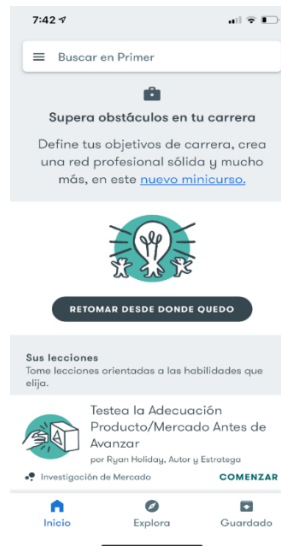 7:42
Buscar en Primer
Supera obstáculos en tu carrera
Define tus objetivos de carrera, crea
una red profesional sólida y mucho
más, en este nuevo minicurso.
RETOMAR DESDE DONDE QUEDO
Sus lecciones
Tome lecciones orientadas a las habilidades que
elija.
Testea la Adecuación
Producto/Mercado Antes de
Avanzar
por Ryan Holiday, Autor y Estratega
A
Investigación de Mercado
COMENZAR
Inicio
Explora
Guardado